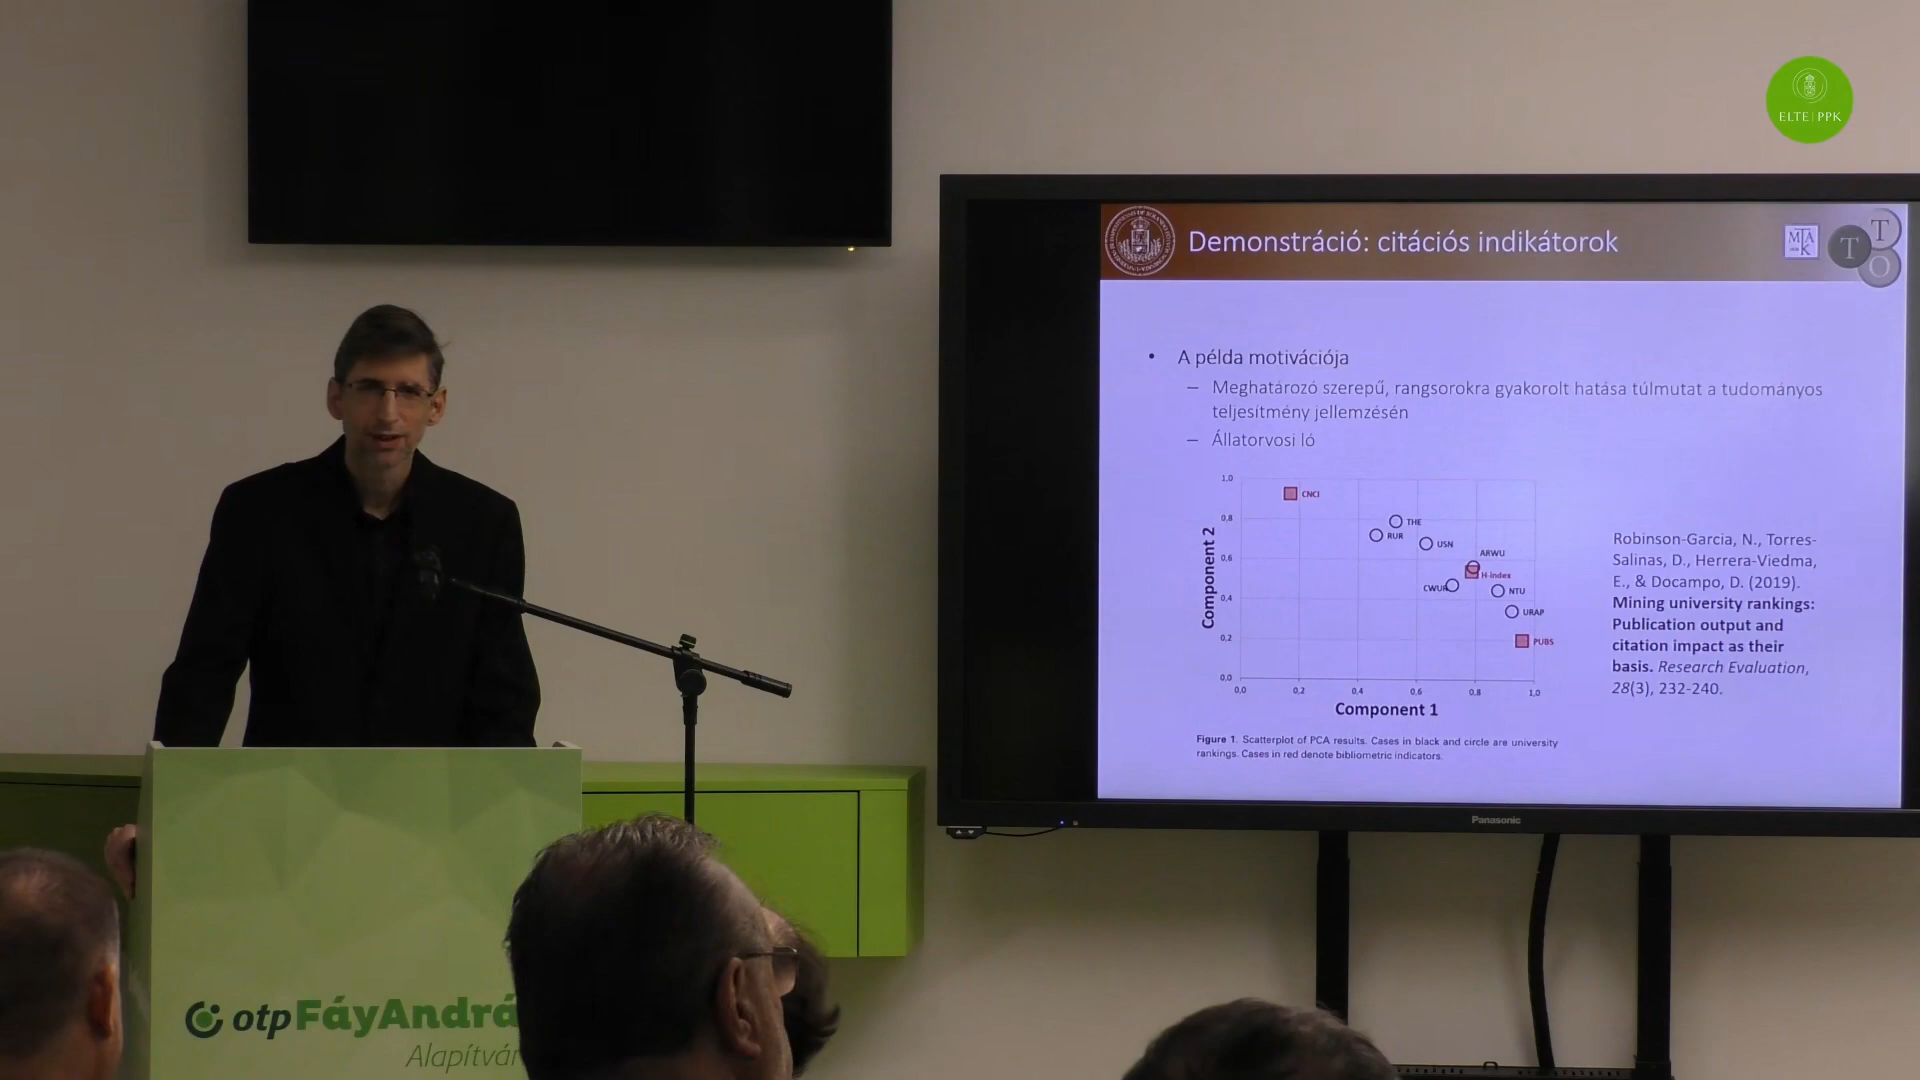 ELTE | PPK
Demonstráció: citációs indikátorok
M T A
K
T
T
O
• A példa motivációja
– Meghatározó szerepű, rangsorokra gyakorolt hatása túlmutat a tudományos
teljesítmény jellemzésén
– Állatorvosi ló
1,0
0,8
0,6
0,4
0,2
0,0
Component 2
CNCI
THE
RUR
USN
ARWU
H-index
CWUR
NTU
URAP
PUBS
0,0 0,2 0,4 0,6 0,8 1,0
Component 1
Figure 1. Scatterplot of PCA results. Cases in black and circle are university
rankings. Cases in red denote bibliometric indicators.
Robinson-Garcia, N., Torres-
Salinas, D., Herrera-Viedma,
E., & Docampo, D. (2019).
Mining university rankings:
Publication output and
citation impact as their
basis. Research Evaluation,
28(3), 232-240.
Panasonic
otpFáyAndrá
Alapítván